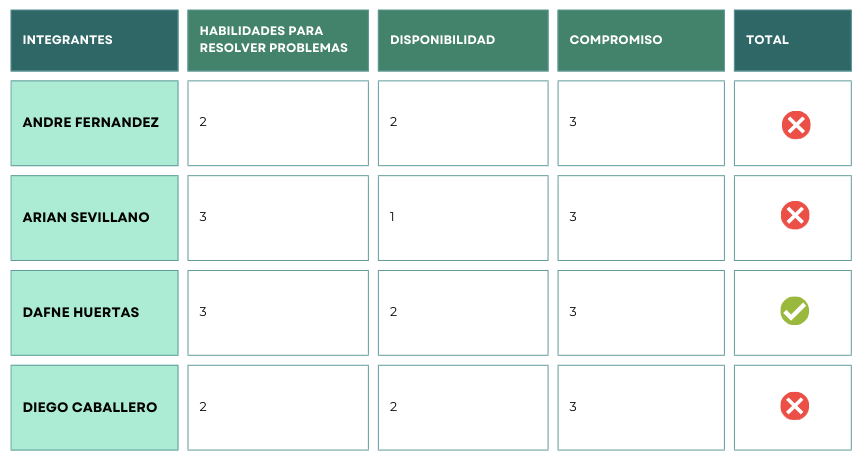 INTEGRANTES
HABILIDADES PARA
RESOLVER PROBLEMAS
DISPONIBILIDAD
COMPROMISO
TOTAL
ANDRE FERNANDEZ
2
2
3
ARIAN SEVILLANO
3
1
3
DAFNE HUERTAS
3
2
3
DIEGO CABALLERO
2
2
3